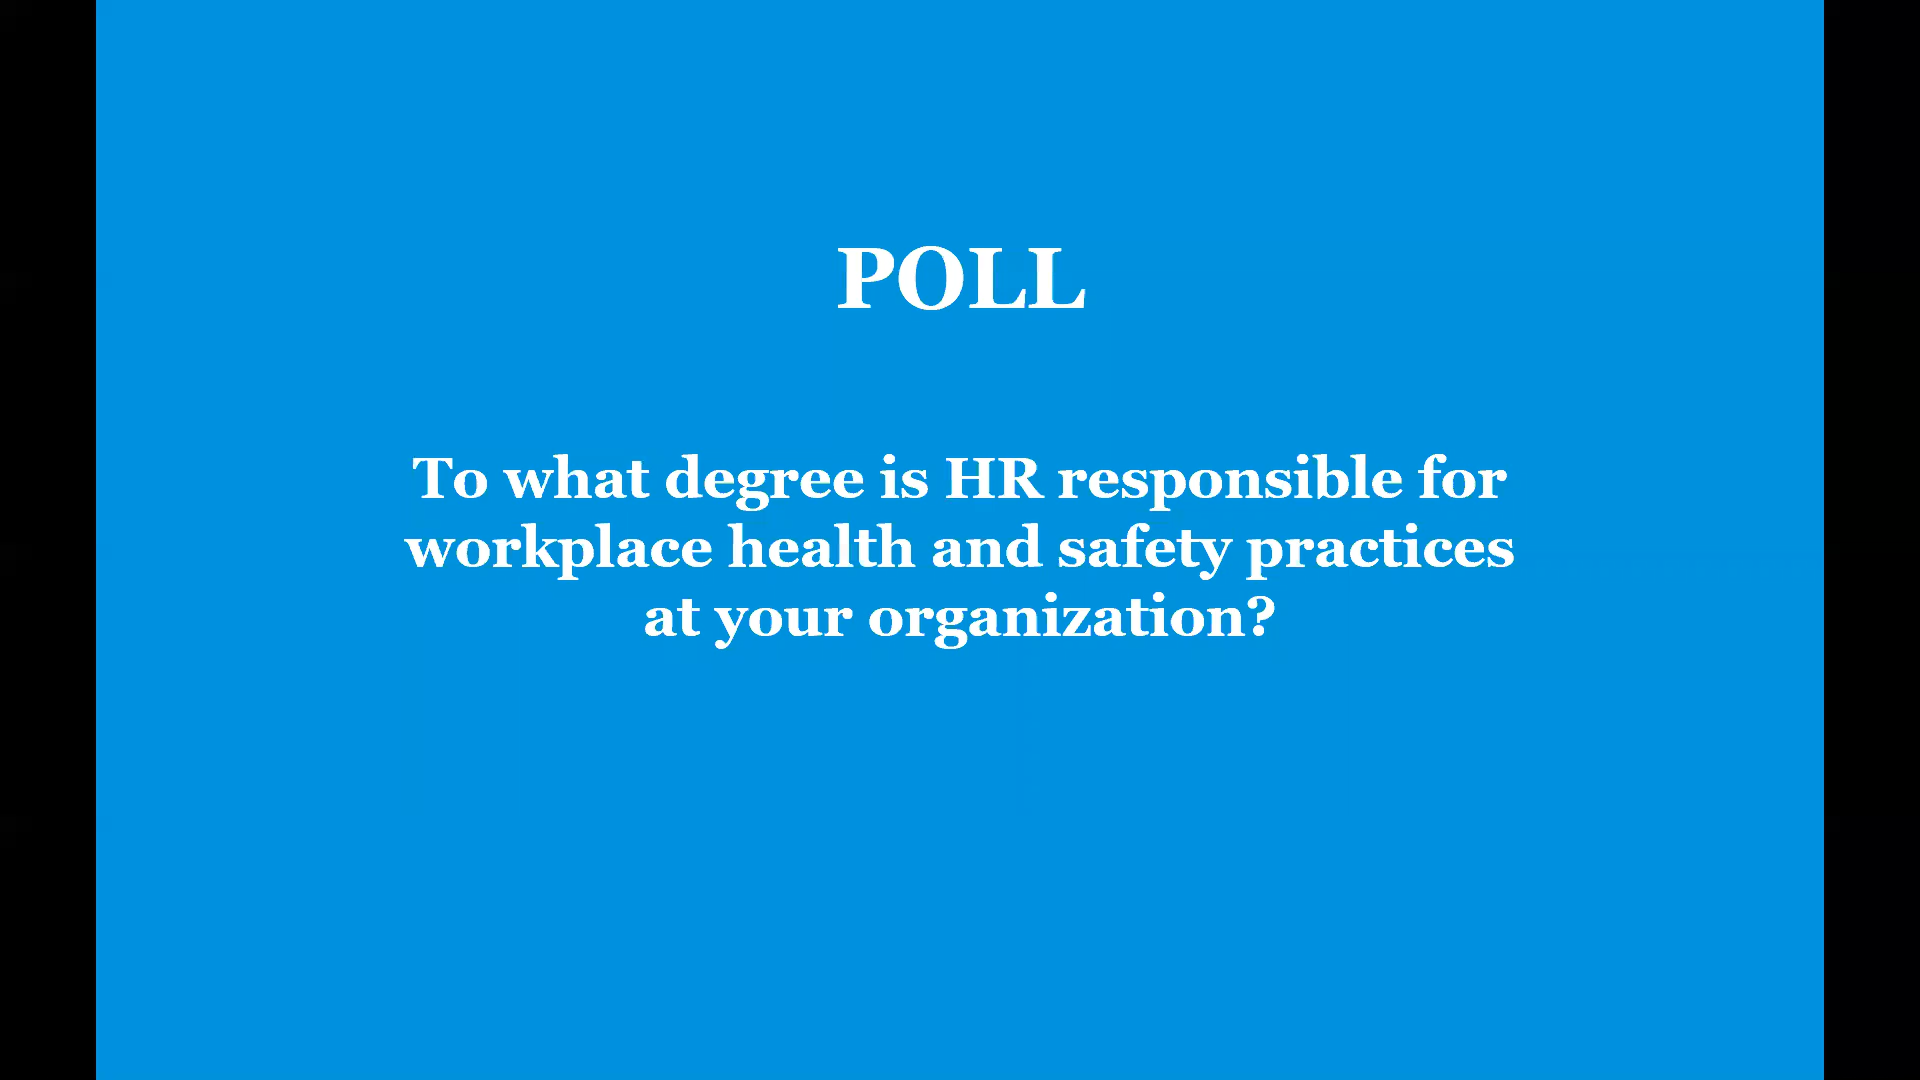 POLL
To what degree is HR responsible for
workplace health and safety practices
at your organization?